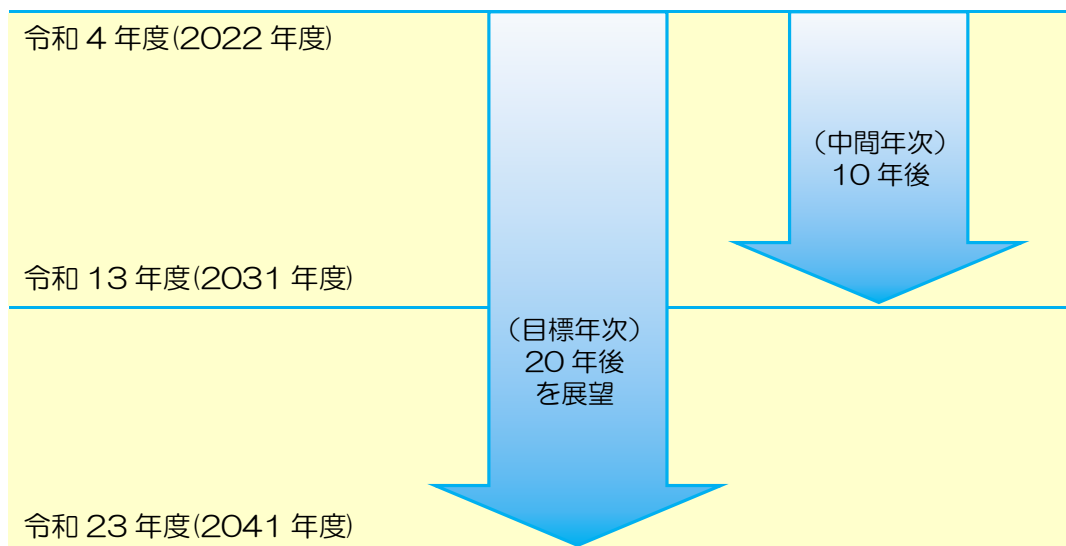 令和 4 年度(2022 年度)
（中間年次）
10 年後
令和 13 年度(2031 年度)
（目標年次）
20 年後
を展望
令和 23 年度(2041 年度)